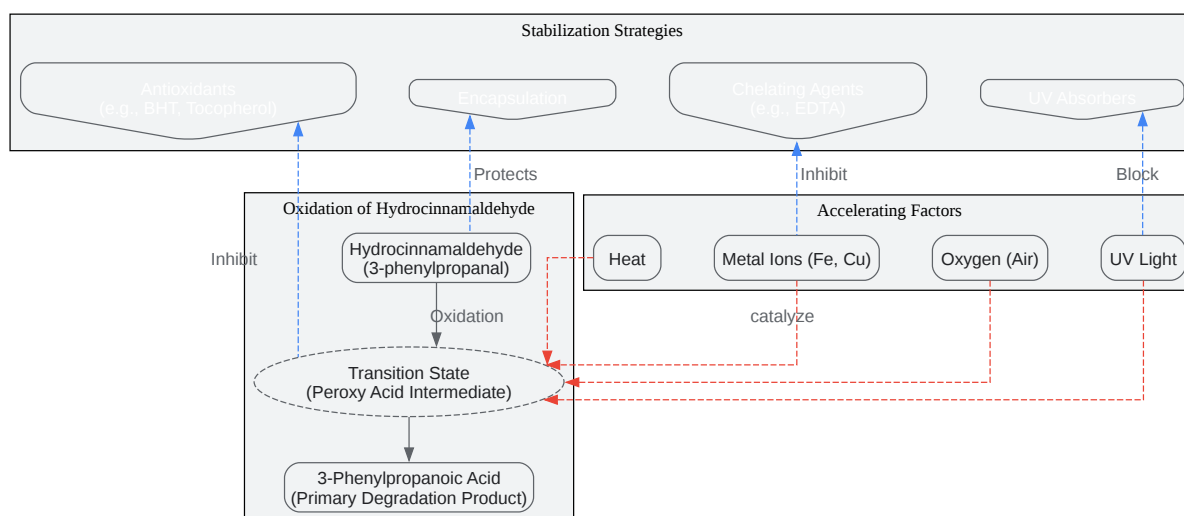 Stabilization Strategies
Antioxidants
(e.g., BHT, Tocopherol)
Encapsulation
Chelating Agents
(e.g., EDTA)
UV Absorbers
Protects
Inhibit
Block
Oxidation of Hydrocinnamaldehyde
Accelerating Factors
Hydrocinnamaldehyde
(3-phenylpropanal)
Heat
Metal Ions (Fe, Cu)
Oxygen (Air)
UV Light
Inhibit
Oxidation
catalyze
Transition State
(Peroxy Acid Intermediate)
3-Phenylpropanoic Acid
(Primary Degradation Product)